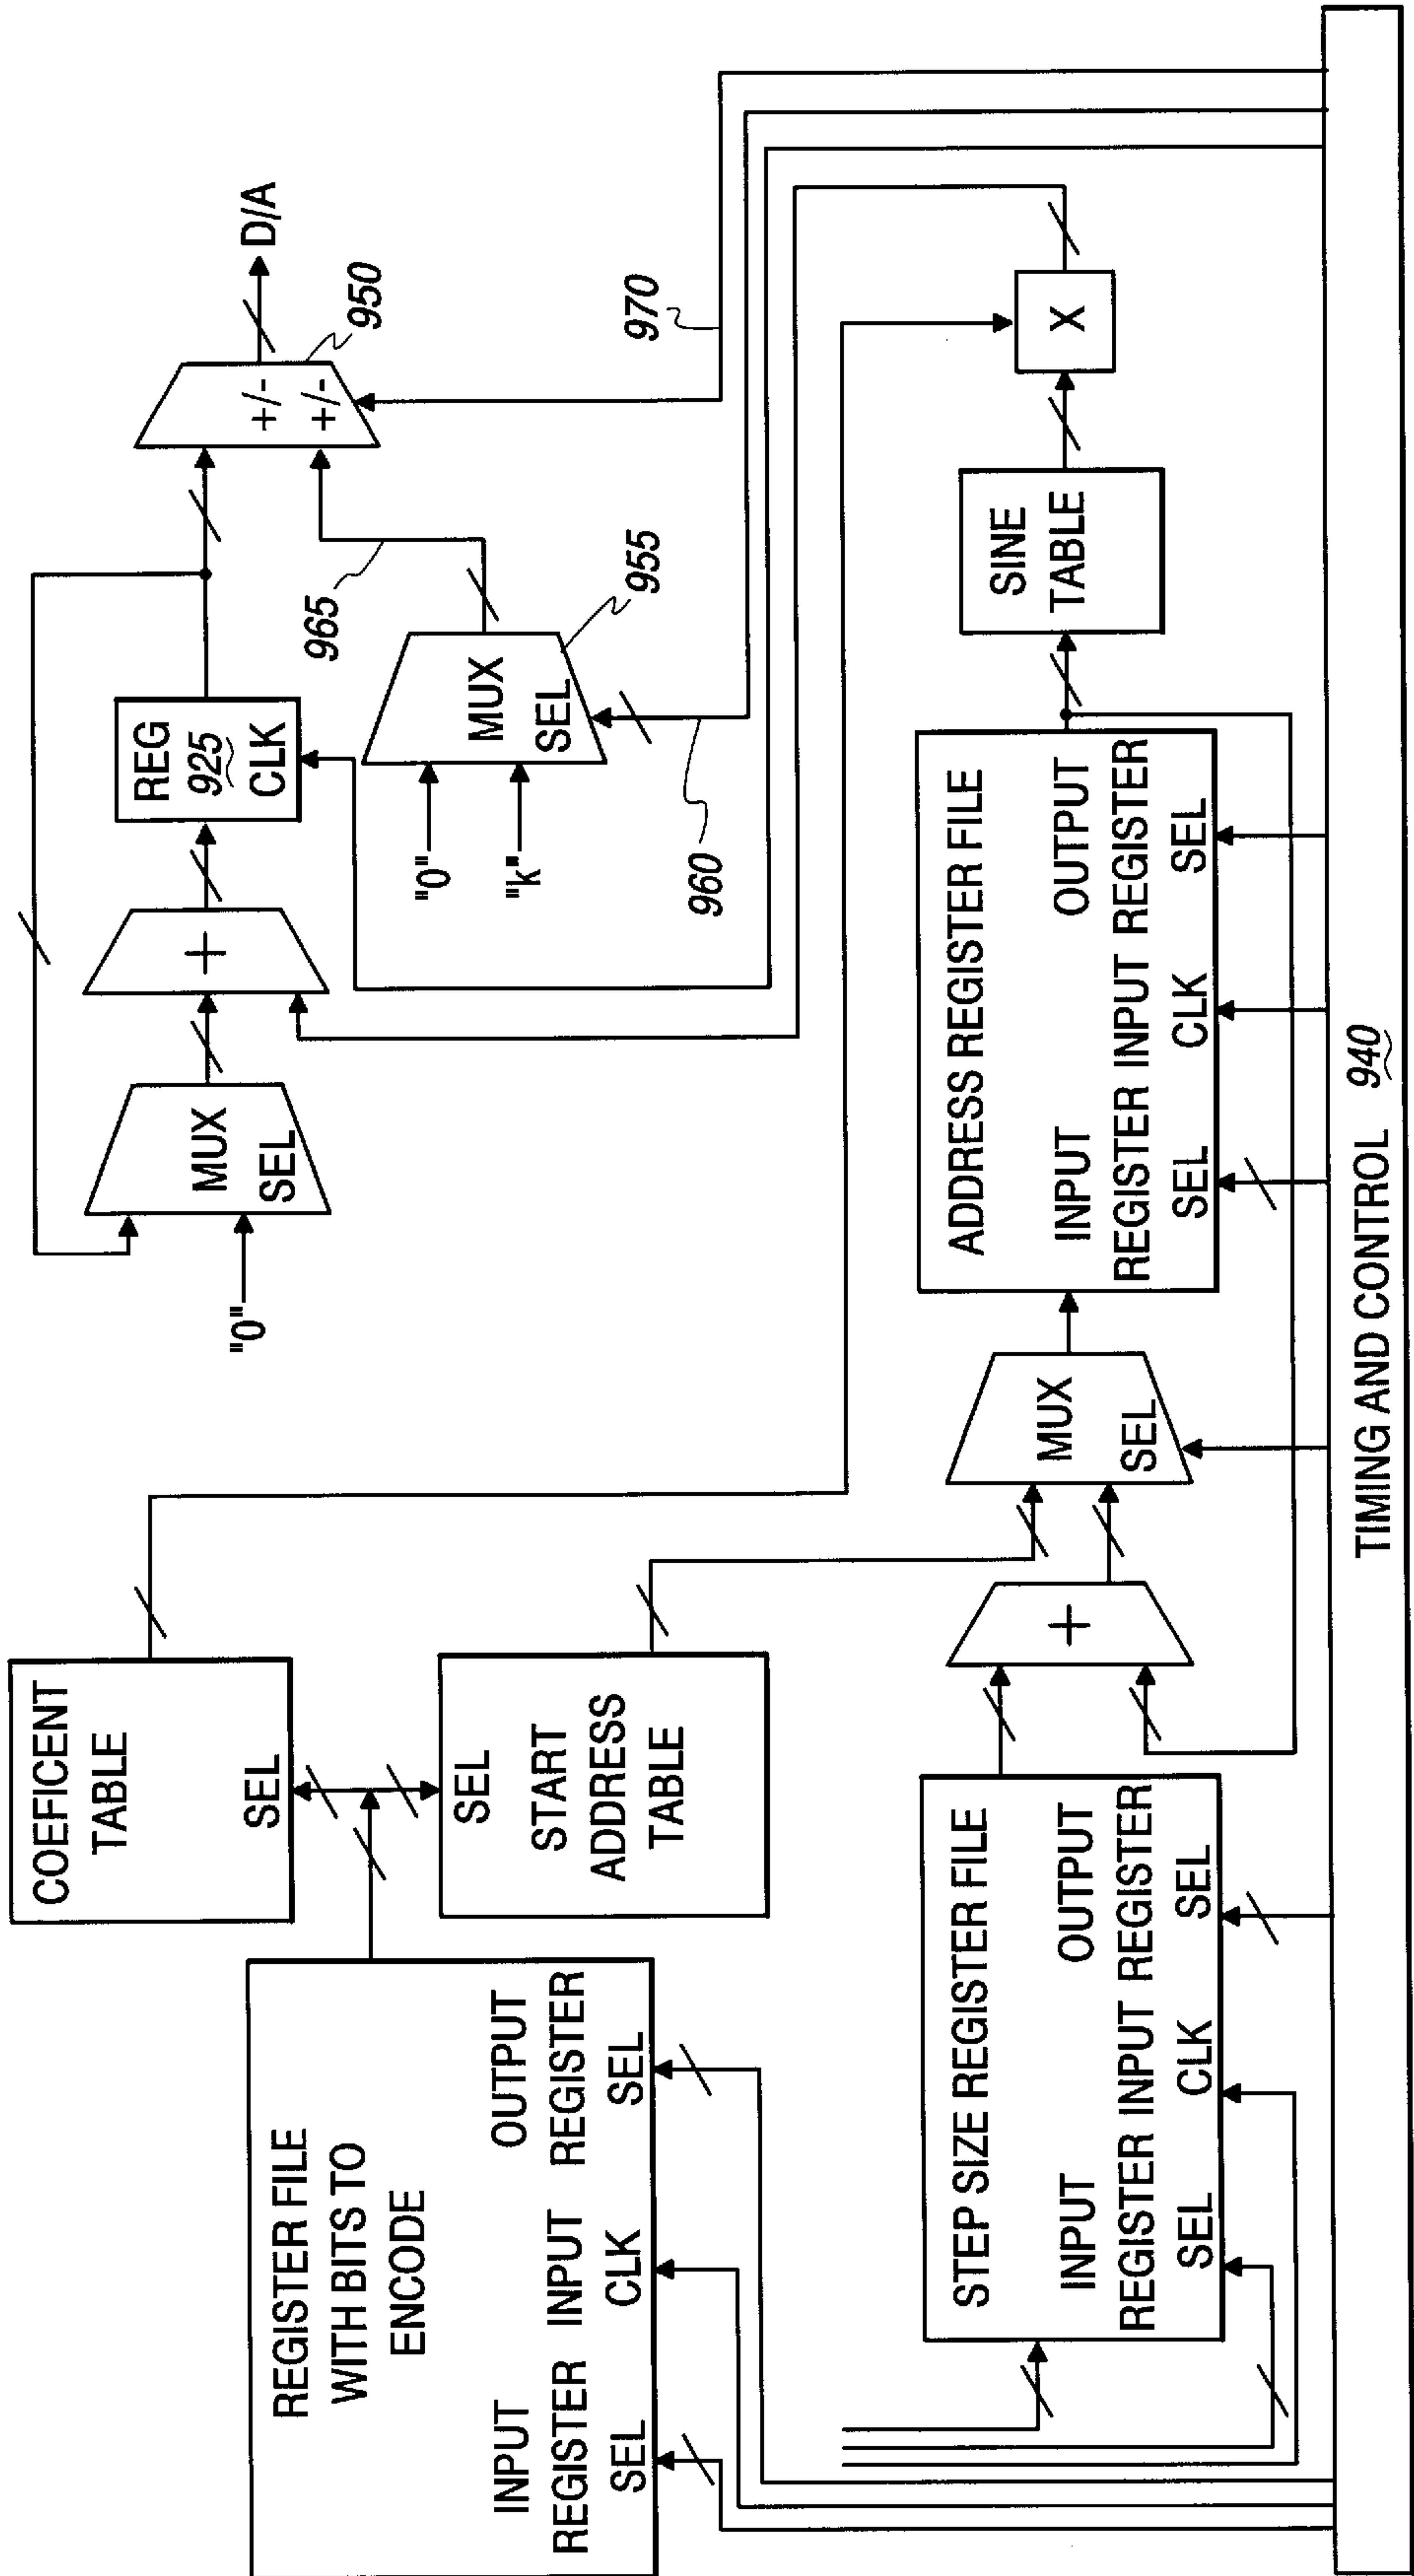 COEFICENT
TABLE
SEL
SEL
START
ADDRESS
TABLE
REGISTER FILE
WITH BITS TO
ENCODE
INPUT
REGISTER
SEL
INPUT
CLK
OUTPUT
REGISTER
SEL
"0"
MUX
SEL
+
REG
925
CLK
"0"
"k"
MUX
SEL
955
960
965
+/-
+/-
950
D/A
970
STEP SIZE REGISTER FILE
INPUT
REGISTER
SEL
INPUT
CLK
OUTPUT
REGISTER
SEL
+
MUX
SEL
ADDRESS REGISTER FILE
INPUT
REGISTER
SEL
INPUT
CLK
OUTPUT
REGISTER
SEL
SINE
TABLE
X
TIMING AND CONTROL 940